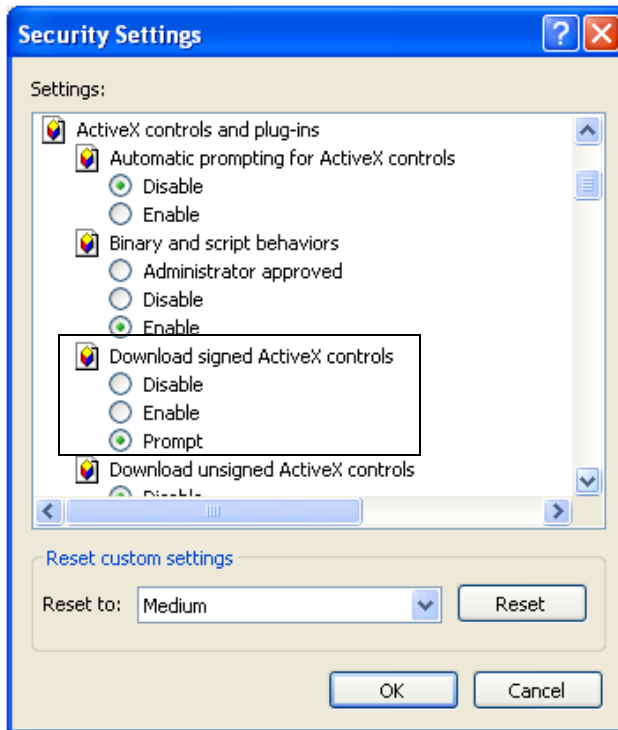 Security Settings
Settings:
ActiveX controls and plug-ins
Automatic prompting for ActiveX controls
Disable
Enable
Binary and script behaviors
Administrator approved
Disable
Enable
Download signed ActiveX controls
Disable
Enable
Prompt
Download unsigned ActiveX controls
Disable
Reset custom settings
Reset to: Medium Reset
OK Cancel